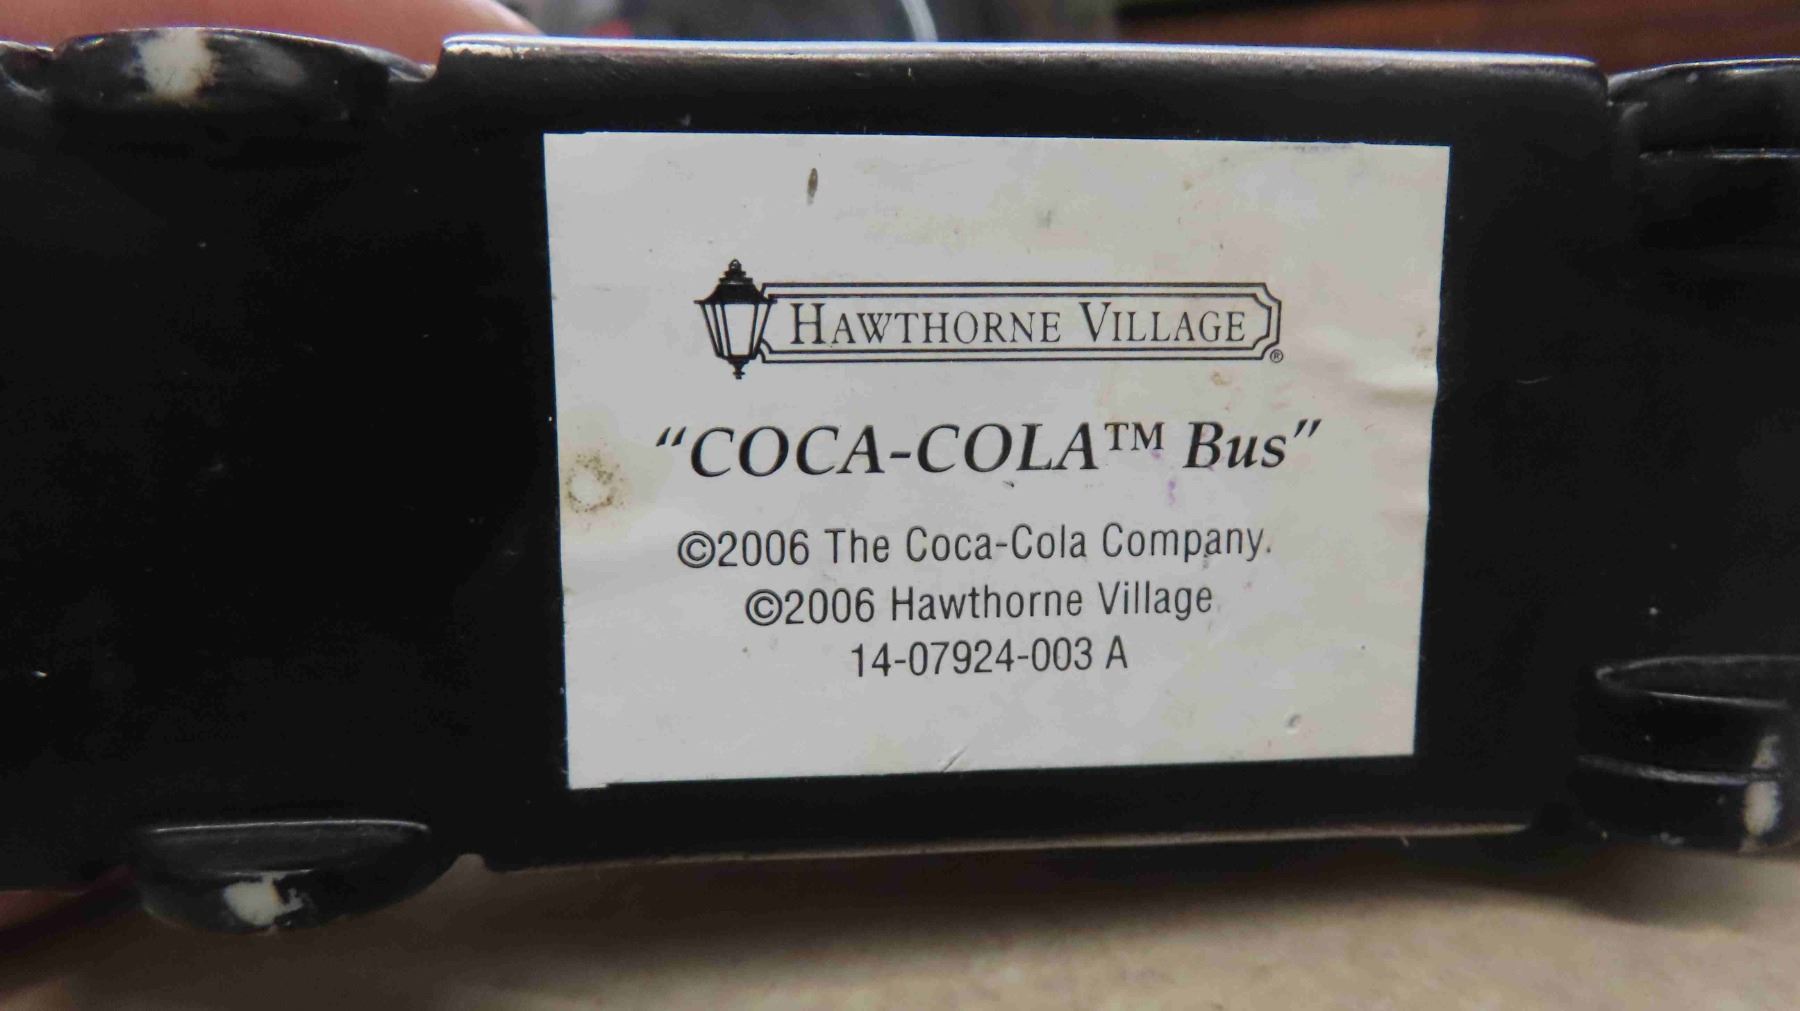 HAWTHORNE VILLAGE ®
“COCA-COLA™ Bus”
©2006 The Coca-Cola Company.
©2006 Hawthorne Village
14-07924-003 A